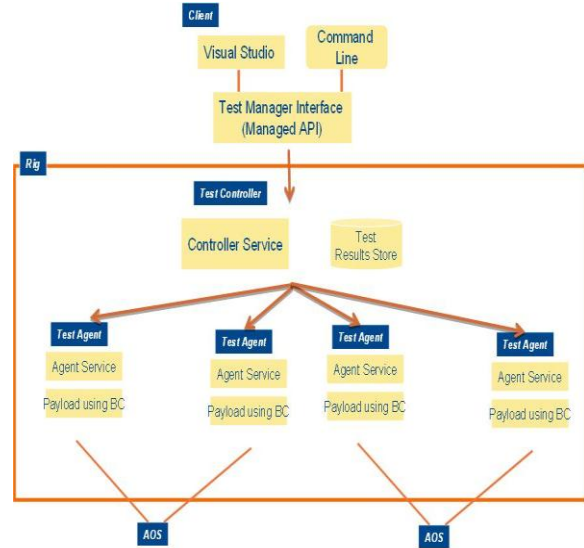 Client
Visual Studio
Command
Line
Test Manager Interface
(Managed API)
Rig
Test Controller
Controller Service
Test
Results Store
Test Agent
Agent Service
Payload using BC
Test Agent
Agent Service
Payload using BC
Test Agent
Agent Service
Payload using BC
Test Agent
Agent Service
Payload using BC
AOS
AOS